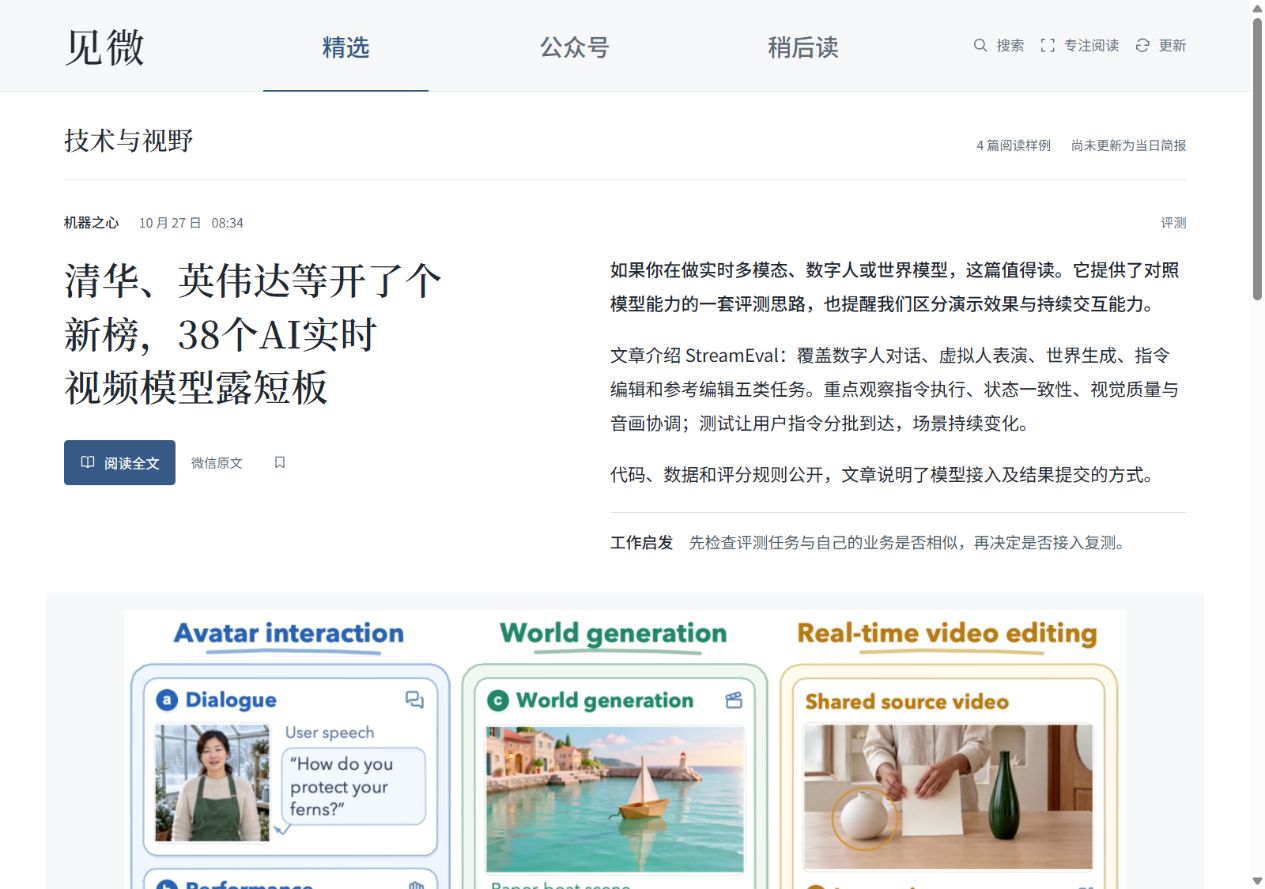 见微
精选
公众号
稍后读
搜索
专注阅读
更新
技术与视野
4 篇阅读样例
尚未更新为当日简报
机器之心
10 月 27 日 08:34
评测
清华、英伟达等开了个
新榜，38个AI实时
视频模型露短板
阅读全文
微信原文
如果你在做实时多模态、数字人或世界模型，这篇值得读。它提供了对照
模型能力的一套评测思路，也提醒我们区分演示效果与持续交互能力。
文章介绍 StreamEval：覆盖数字人对话、虚拟人表演、世界生成、指令
编辑和参考编辑五类任务。重点观察指令执行、状态一致性、视觉质量与
音画协调；测试让用户指令分批到达，场景持续变化。
代码、数据和评分规则公开，文章说明了模型接入及结果提交的方式。
工作启发 先检查评测任务与自己的业务是否相似，再决定是否接入复测。
Avatar interaction
a Dialogue
User speech
“How do you
protect your
ferns?”
b Performance
World generation
c World generation
Paper boat scene
Real-time video editing
Shared source video